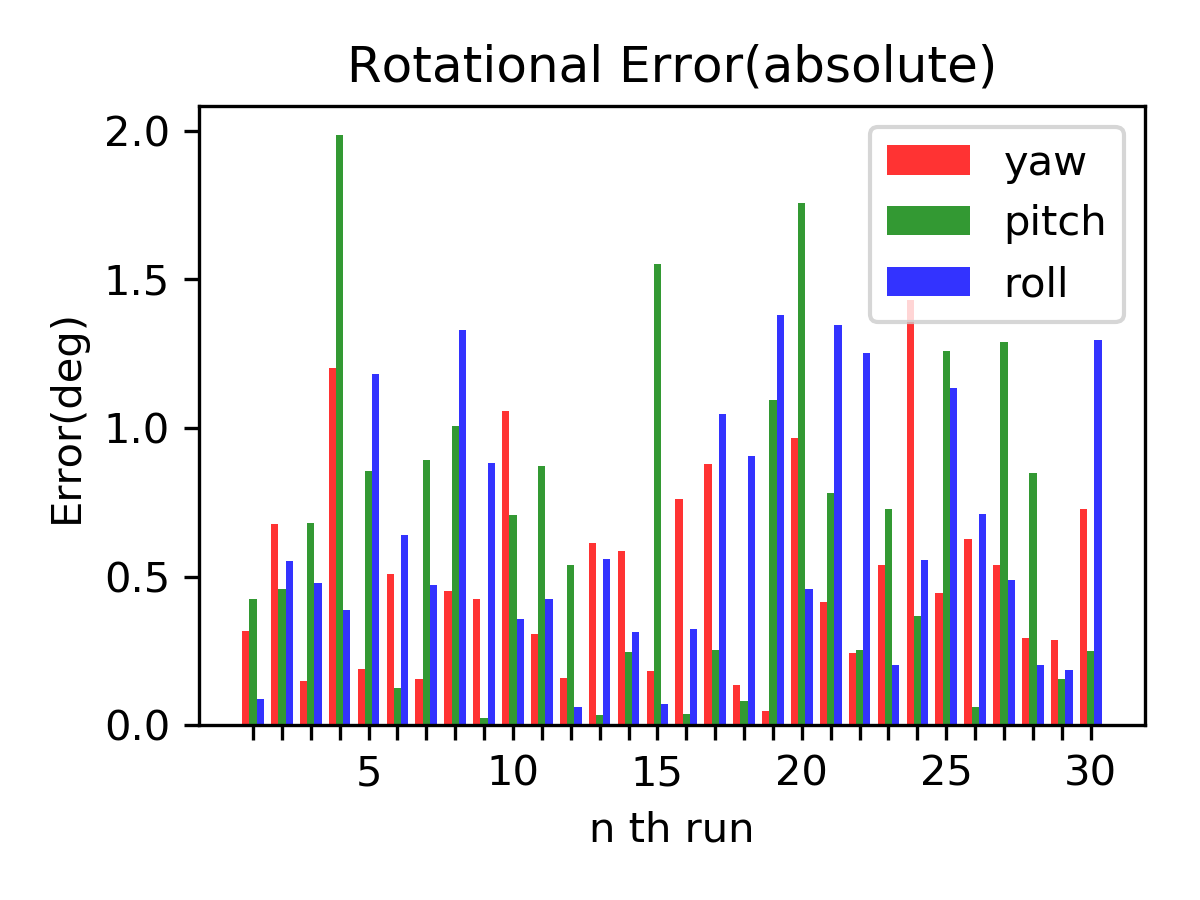 Rotational Error(absolute)
yaw
pitch
roll
Error(deg)
2.0
1.5
1.0
0.5
0.0
5 10 15 20 25 30
n th run